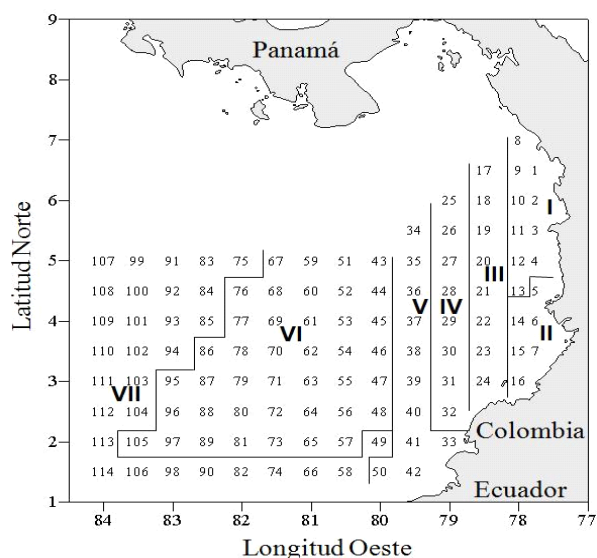 9
Panamá
8
7
8
17 9 1
6
25 18 10 2 I
34 26 19 11 3
5
107 99 91 83 75 67 59 51 43 35 27 20 III 12 4
108 100 92 84 76 68 60 52 44 36 28 21 13 5
4
109 101 93 85 77 69 VI 61 53 45 37 V IV 29 22 14 6 II
110 102 94 86 78 70 62 54 46 38 30 23 15 7
3
111 103 95 87 79 71 63 55 47 39 31 24 16
VII
112 104 96 88 80 72 64 56 48 40 32
Colombia
2
113 105 97 89 81 73 65 57 49 41 33
114 106 98 90 82 74 66 58 50 42
Ecuador
1
84 83 82 81 80 79 78 77
Latitud Norte
Longitud Oeste